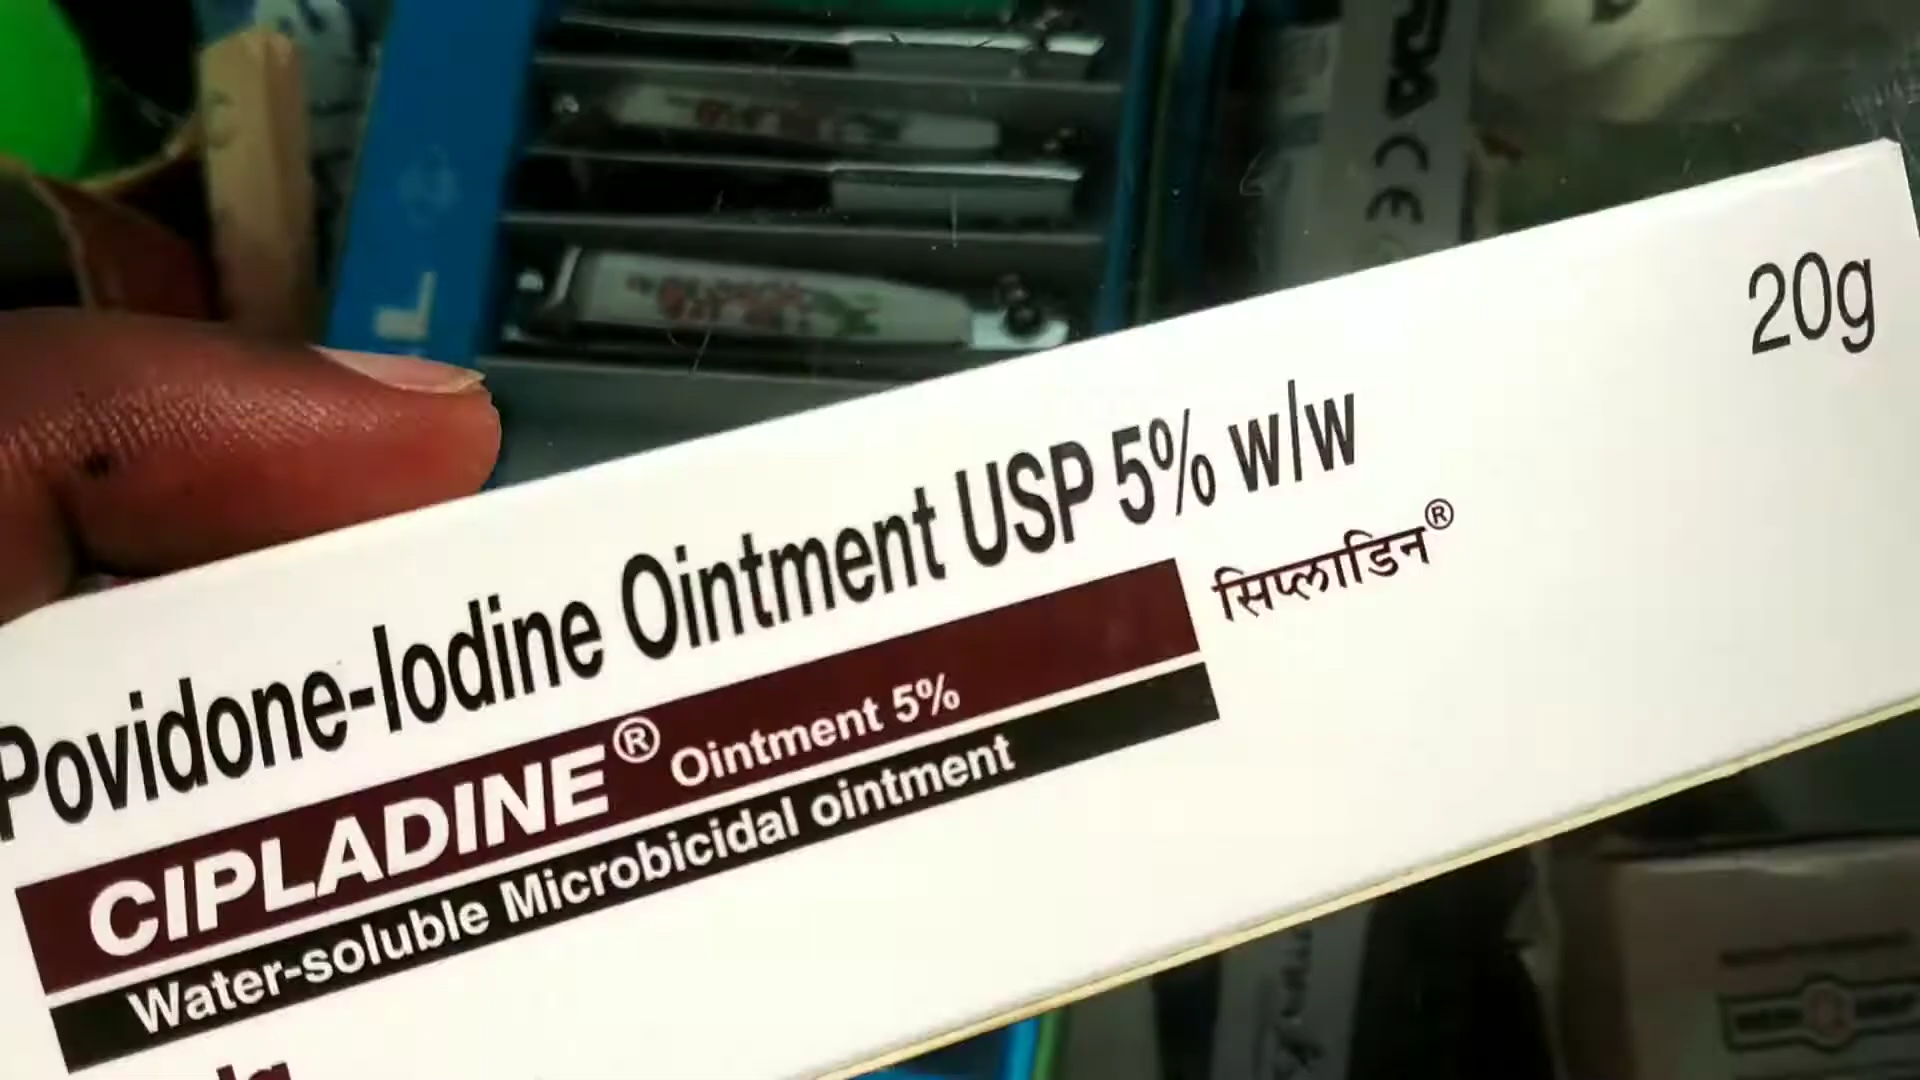 20g
Povidone-Iodine Ointment USP 5% w/w
CIPLADINE® Ointment 5%
सिप्लाडिन®
Water-soluble Microbicidal ointment